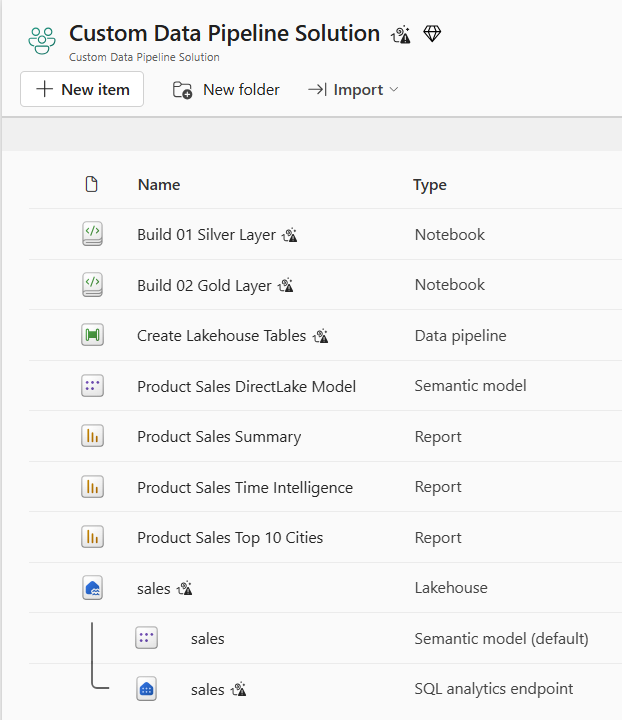 Custom Data Pipeline Solution
Custom Data Pipeline Solution
New item New folder Import
Name Type
Build 01 Silver Layer Notebook
Build 02 Gold Layer Notebook
Create Lakehouse Tables Data pipeline
Product Sales DirectLake Model Semantic model
Product Sales Summary Report
Product Sales Time Intelligence Report
Product Sales Top 10 Cities Report
sales Lakehouse
sales Semantic model (default)
sales SQL analytics endpoint